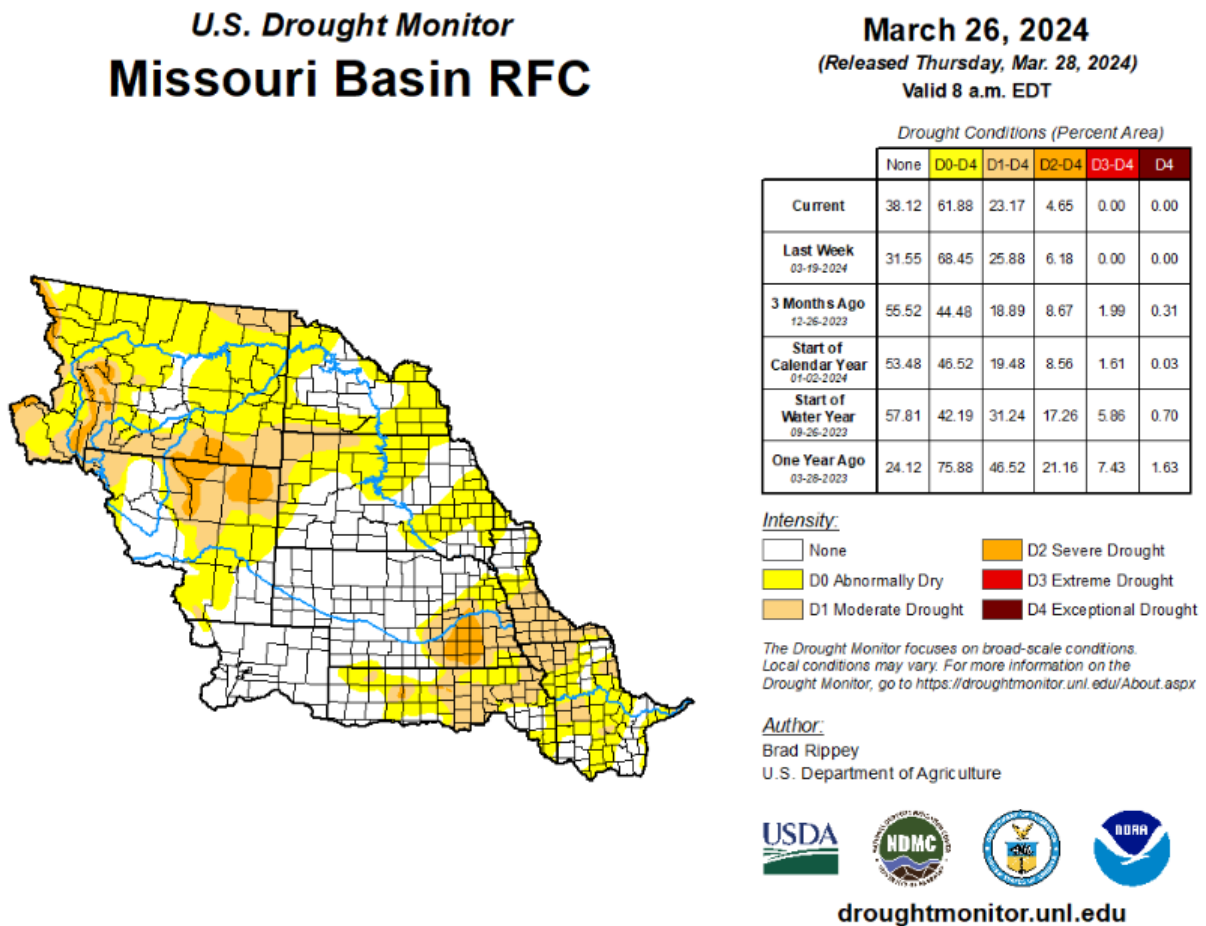 U.S. Drought Monitor
Missouri Basin RFC
March 26, 2024
(Released Thursday, Mar. 28, 2024)
Valid 8 a.m. EDT
Drought Conditions (Percent Area)
None D0-D4 D1-D4 D2-D4 D3-D4 D4
Current 38.12 61.88 23.17 4.65 0.00 0.00
Last Week
03-19-2024 31.55 68.45 25.88 6.18 0.00 0.00
3 Months Ago
12-26-2023 55.52 44.48 18.89 8.67 1.99 0.31
Start of
Calendar Year
01-02-2024 53.48 46.52 19.48 8.56 1.61 0.03
Start of
Water Year
09-26-2023 57.81 42.19 31.24 17.26 5.86 0.70
One Year Ago
03-28-2023 24.12 75.88 46.52 21.16 7.43 1.63
Intensity:
None
D0 Abnormally Dry
D1 Moderate Drought
D2 Severe Drought
D3 Extreme Drought
D4 Exceptional Drought
The Drought Monitor focuses on broad-scale conditions.
Local conditions may vary. For more information on the
Drought Monitor, go to https://droughtmonitor.unl.edu/About.aspx
Author:
Brad Rippey
U.S. Department of Agriculture
USDA
NDMC
NOAA
droughtmonitor.unl.edu